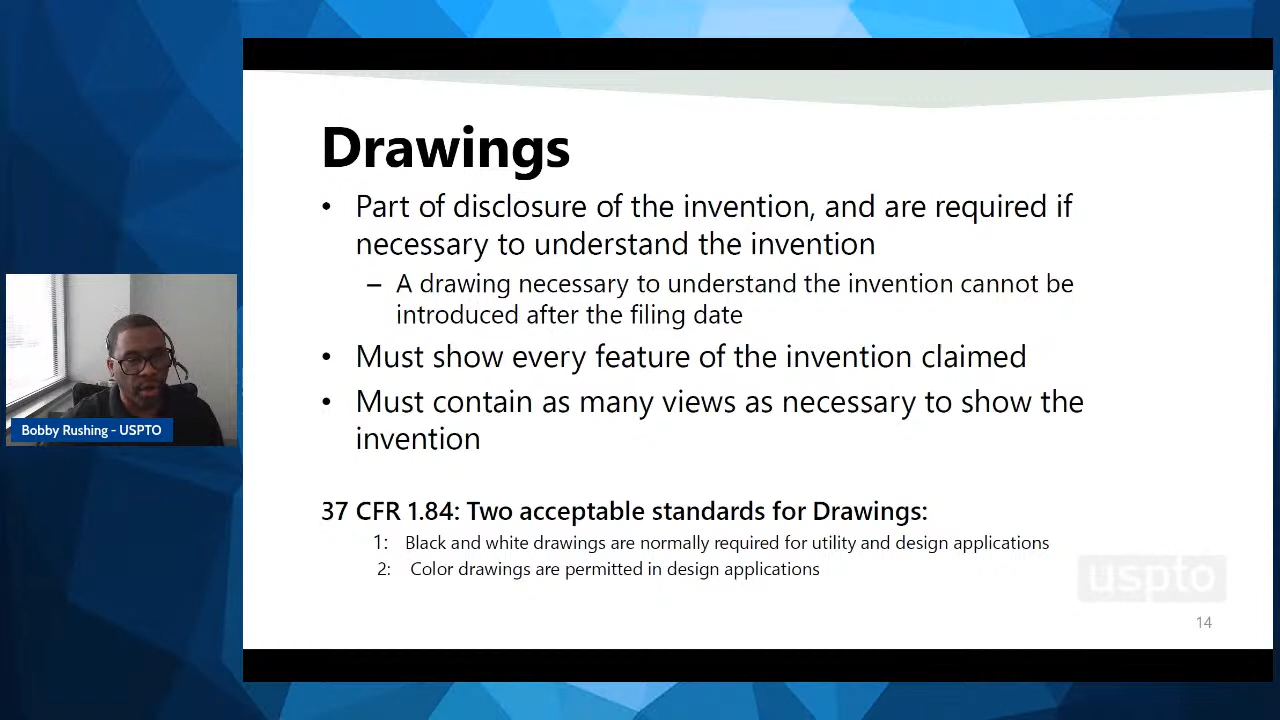 Drawings
• Part of disclosure of the invention, and are required if
necessary to understand the invention
– A drawing necessary to understand the invention cannot be
introduced after the filing date
• Must show every feature of the invention claimed
• Must contain as many views as necessary to show the
invention
37 CFR 1.84: Two acceptable standards for Drawings:
1: Black and white drawings are normally required for utility and design applications
2: Color drawings are permitted in design applications
uspto
14
Bobby Rushing - USPTO